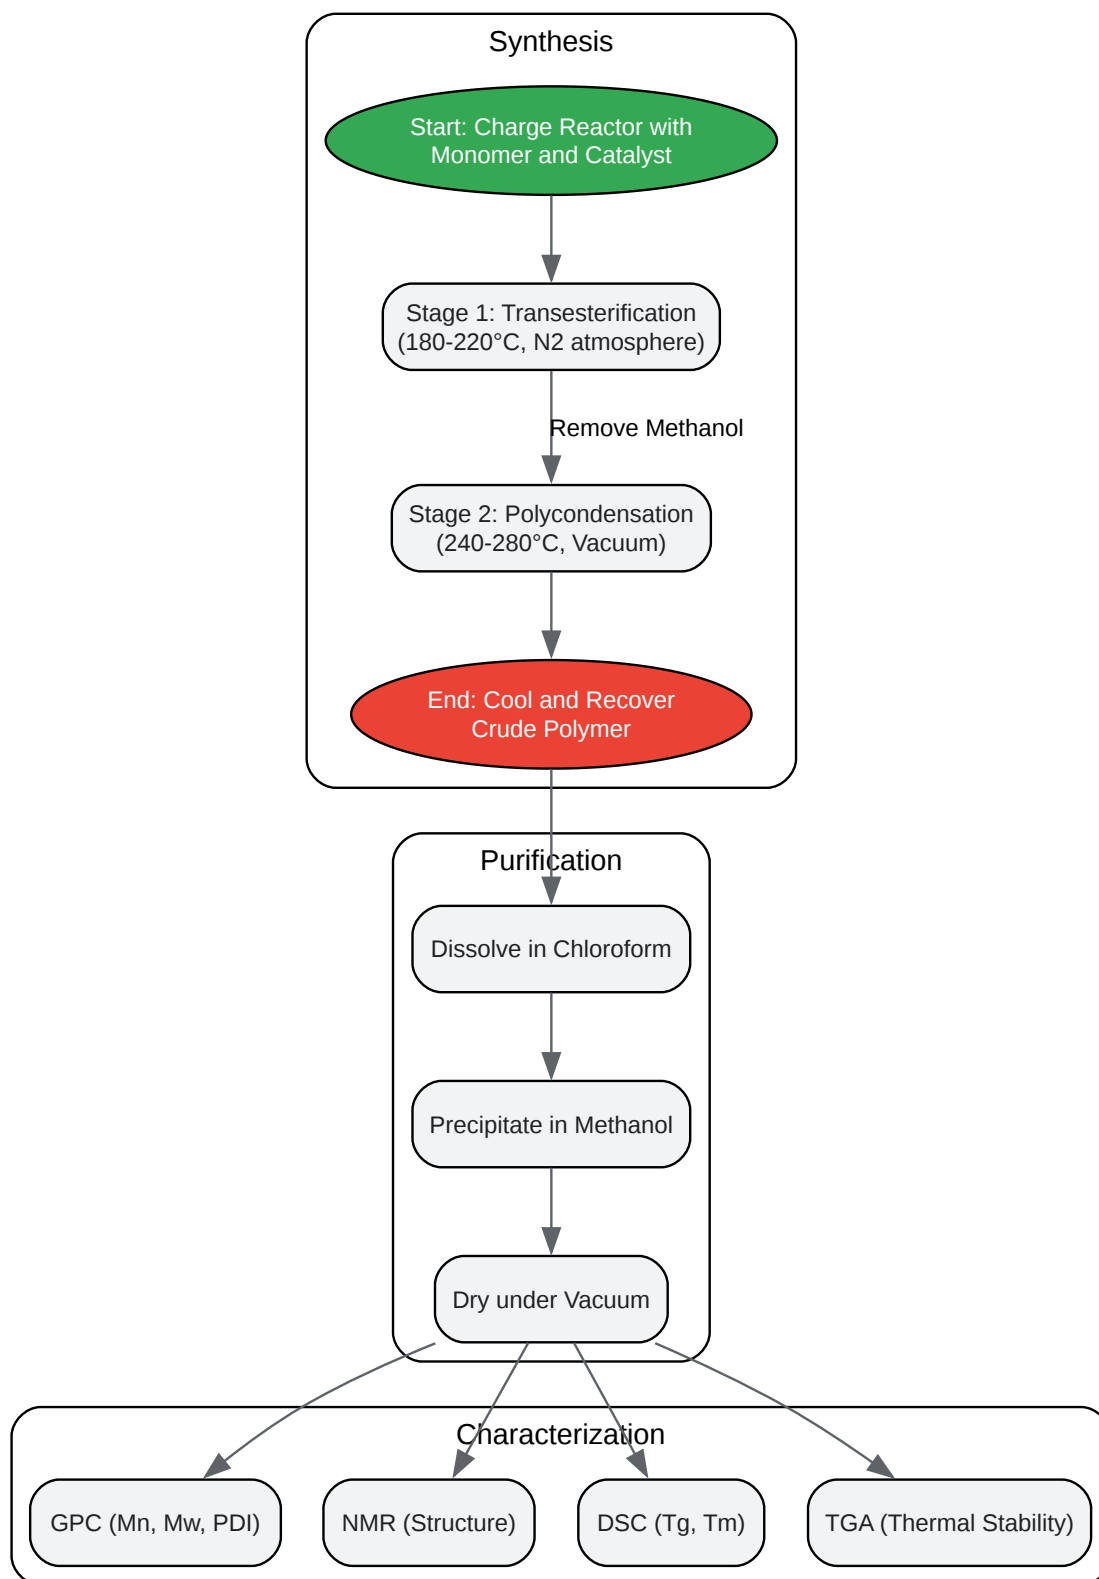 Synthesis
Start: Charge Reactor with
Monomer and Catalyst
Stage 1: Transesterification
(180-220°C, N2 atmosphere)
Remove Methanol
Stage 2: Polycondensation
(240-280°C, Vacuum)
End: Cool and Recover
Crude Polymer
Purification
Dissolve in Chloroform
Precipitate in Methanol
Dry under Vacuum
Characterization
GPC (Mn, Mw, PDI)
NMR (Structure)
DSC (Tg, Tm)
TGA (Thermal Stability)